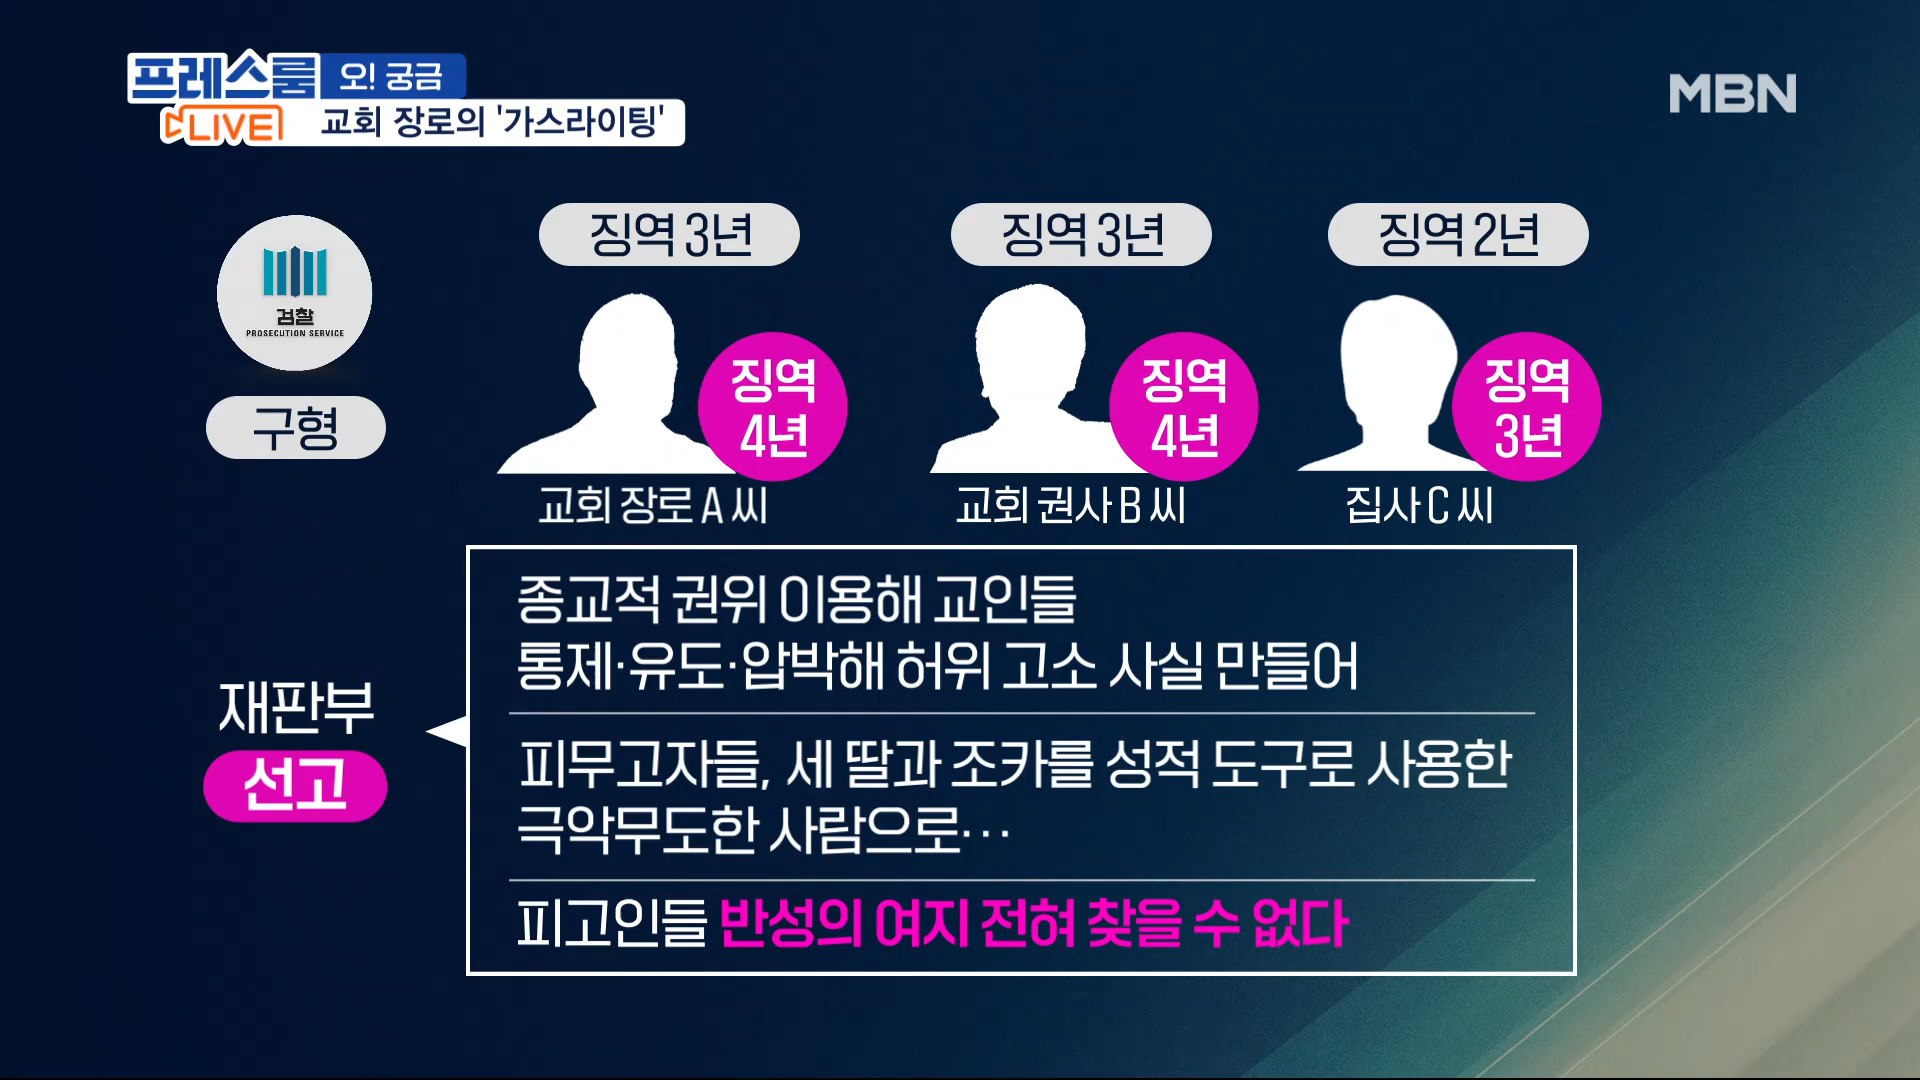 프레스룸 오! 궁금
LIVE 교회 장로의 '가스라이팅'
MBN
징역 3년
징역 3년
징역 2년
검찰
PROSECUTION SERVICE
구형
징역
4년
징역
4년
징역
3년
교회 장로 A 씨
교회 권사 B 씨
집사 C 씨
재판부
선고
종교적 권위 이용해 교인들
통제·유도·압박해 허위 고소 사실 만들어
피무고자들, 세 딸과 조카를 성적 도구로 사용한
극악무도한 사람으로…
피고인들 반성의 여지 전혀 찾을 수 없다